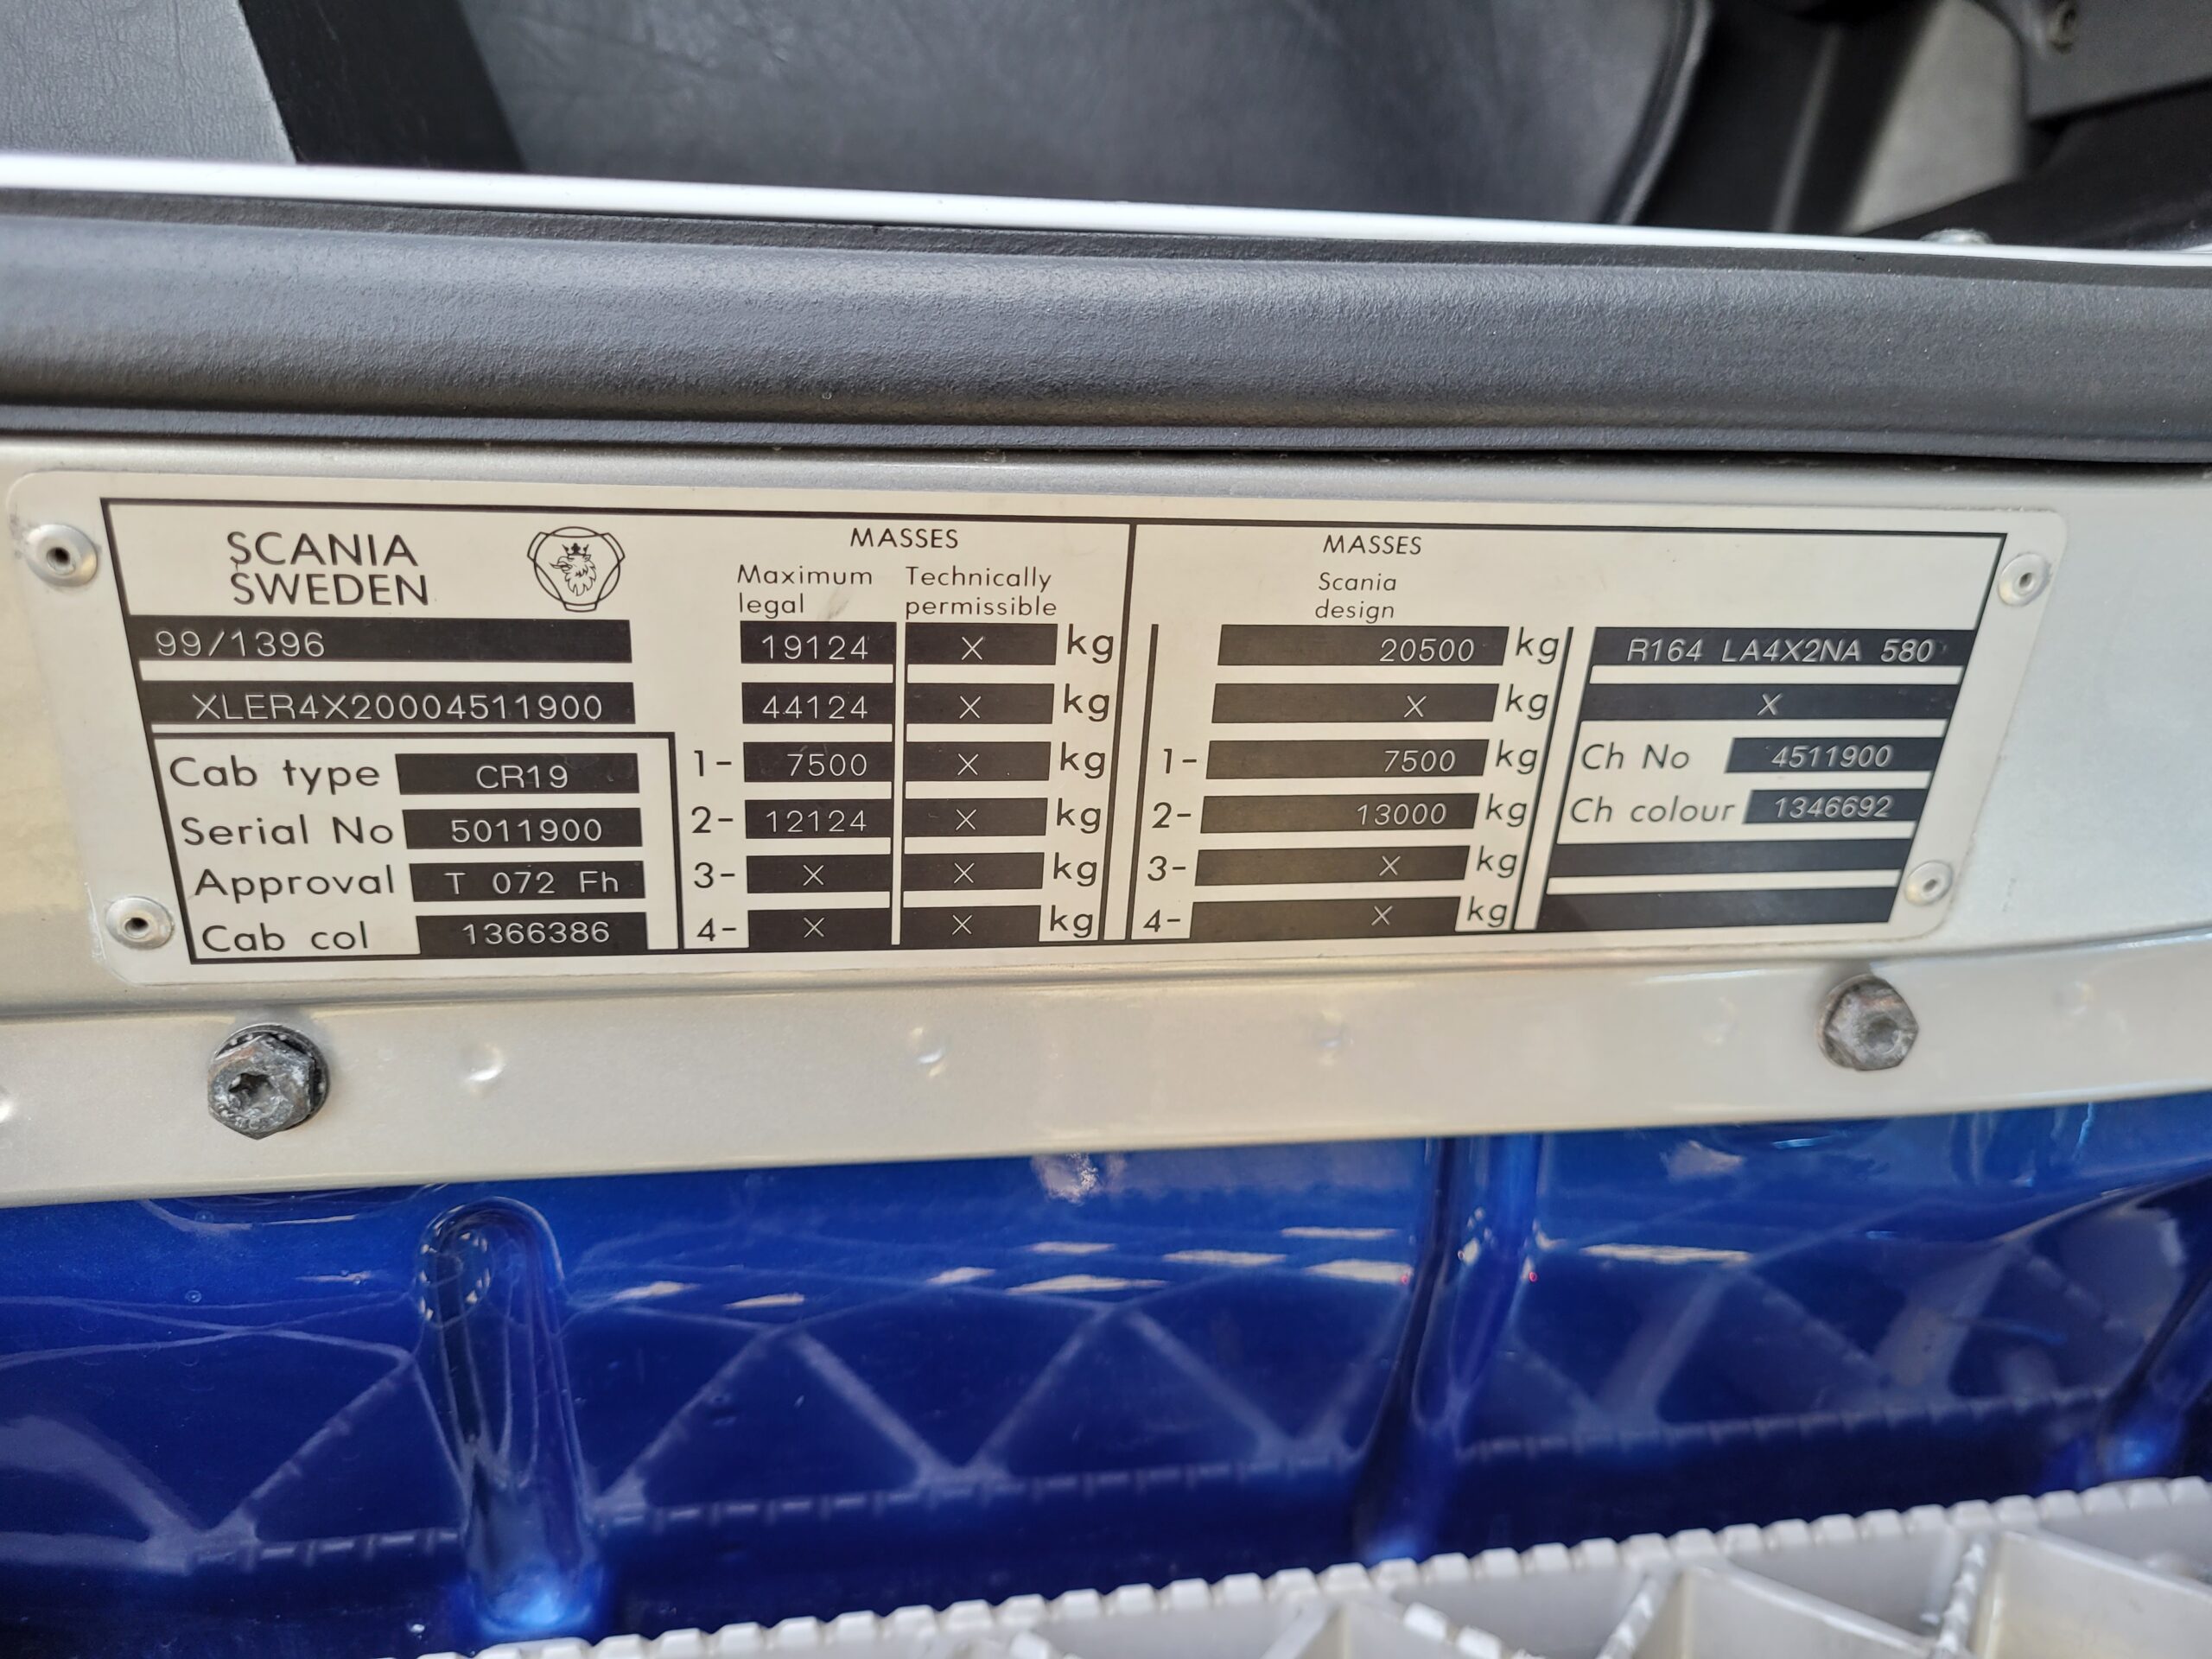 SCANIA
SWEDEN
99/1396
XLER4X20004511900
Cab type CR19
Serial No 5011900
Approval T 072 Fh
Cab col 1366386
MASSES
Maximum legal Technically permissible
19124 X kg
44124 X kg
1- 7500 X kg
2- 12124 X kg
3- X X kg
4- X X kg
MASSES
Scania
design
20500 kg
X kg
1- 7500 kg
2- 13000 kg
3- X kg
4- X kg
R164 LA4X2NA 580
X
Ch No 4511900
Ch colour 1346692